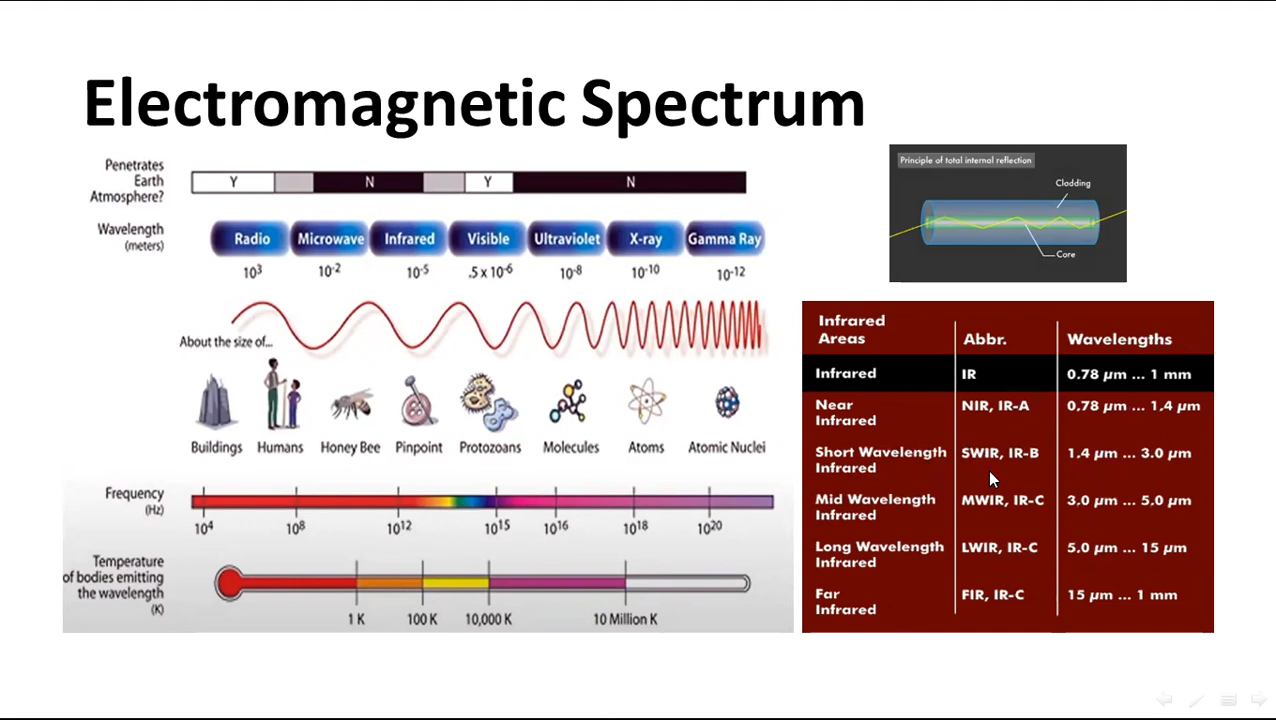 Electromagnetic Spectrum
Penetrates
Earth
Atmosphere?
Y N Y N
Wavelength
(meters)
Radio Microwave Infrared Visible Ultraviolet X-ray Gamma Ray
10³ 10⁻² 10⁻⁵ .5 x 10⁻⁶ 10⁻⁸ 10⁻¹⁰ 10⁻¹²
About the size of...
Buildings Humans Honey Bee Pinpoint Protozoans Molecules Atoms Atomic Nuclei
Frequency
(Hz)
10⁴ 10⁸ 10¹² 10¹⁵ 10¹⁶ 10¹⁸ 10²⁰
Temperature
of bodies emitting
the wavelength
(K)
1 K 100 K 10,000 K 10 Million K
Principle of total internal reflection
Cladding
Core
Infrared
Areas Abbr. Wavelengths
Infrared IR 0.78 µm ... 1 mm
Near
Infrared NIR, IR-A 0,78 µm ... 1,4 µm
Short Wavelength
Infrared SWIR, IR-B 1,4 µm ... 3.0 µm
Mid Wavelength
Infrared MWIR, IR-C 3,0 µm ... 5,0 µm
Long Wavelength
Infrared LWIR, IR-C 5,0 µm ... 15 µm
Far
Infrared FIR, IR-C 15 µm ... 1 mm